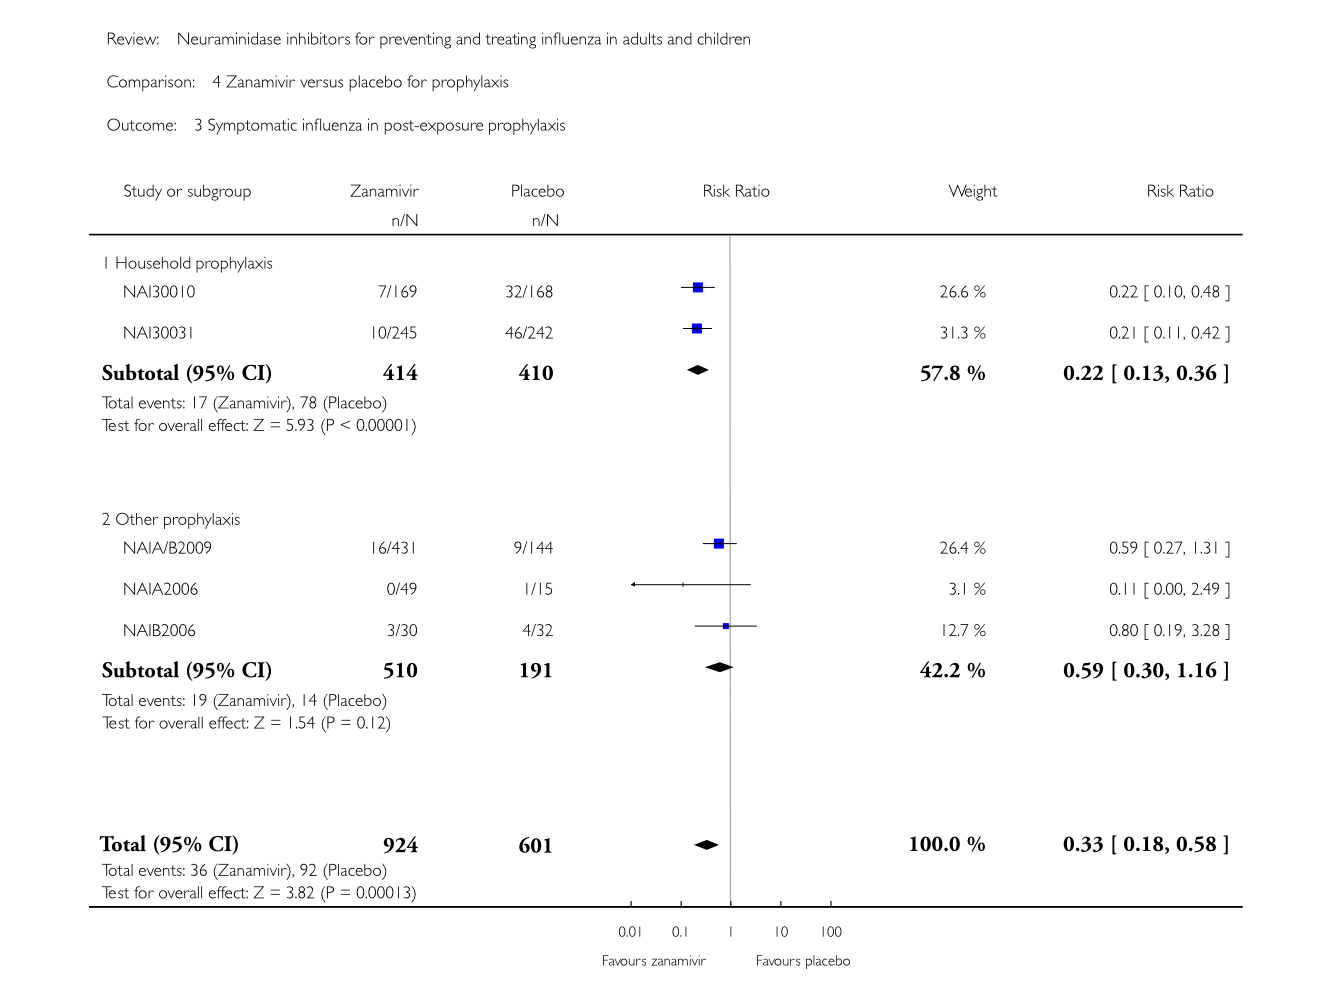 Review: Neuraminidase inhibitors for preventing and treating influenza in adults and children
Comparison: 4 Zanamivir versus placebo for prophylaxis
Outcome: 3 Symptomatic influenza in post-exposure prophylaxis
Study or subgroup Zanamivir Placebo Risk Ratio Weight Risk Ratio
n/N n/N
1 Household prophylaxis
NAI30010 7/169 32/168 26.6 % 0.22 [ 0.10, 0.48 ]
NAI30031 10/245 46/242 31.3 % 0.21 [ 0.11, 0.42 ]
Subtotal (95% CI) 414 410 57.8 % 0.22 [ 0.13, 0.36 ]
Total events: 17 (Zanamivir), 78 (Placebo)
Test for overall effect: Z = 5.93 (P < 0.00001)
2 Other prophylaxis
NAIA/B2009 16/431 9/144 26.4 % 0.59 [ 0.27, 1.31 ]
NAIA2006 0/49 1/15 3.1 % 0.11 [ 0.00, 2.49 ]
NAIB2006 3/30 4/32 12.7 % 0.80 [ 0.19, 3.28 ]
Subtotal (95% CI) 510 191 42.2 % 0.59 [ 0.30, 1.16 ]
Total events: 19 (Zanamivir), 14 (Placebo)
Test for overall effect: Z = 1.54 (P = 0.12)
Total (95% CI) 924 601 100.0 % 0.33 [ 0.18, 0.58 ]
Total events: 36 (Zanamivir), 92 (Placebo)
Test for overall effect: Z = 3.82 (P = 0.00013)
0.01 0.1 1 10 100
Favours zanamivir Favours placebo